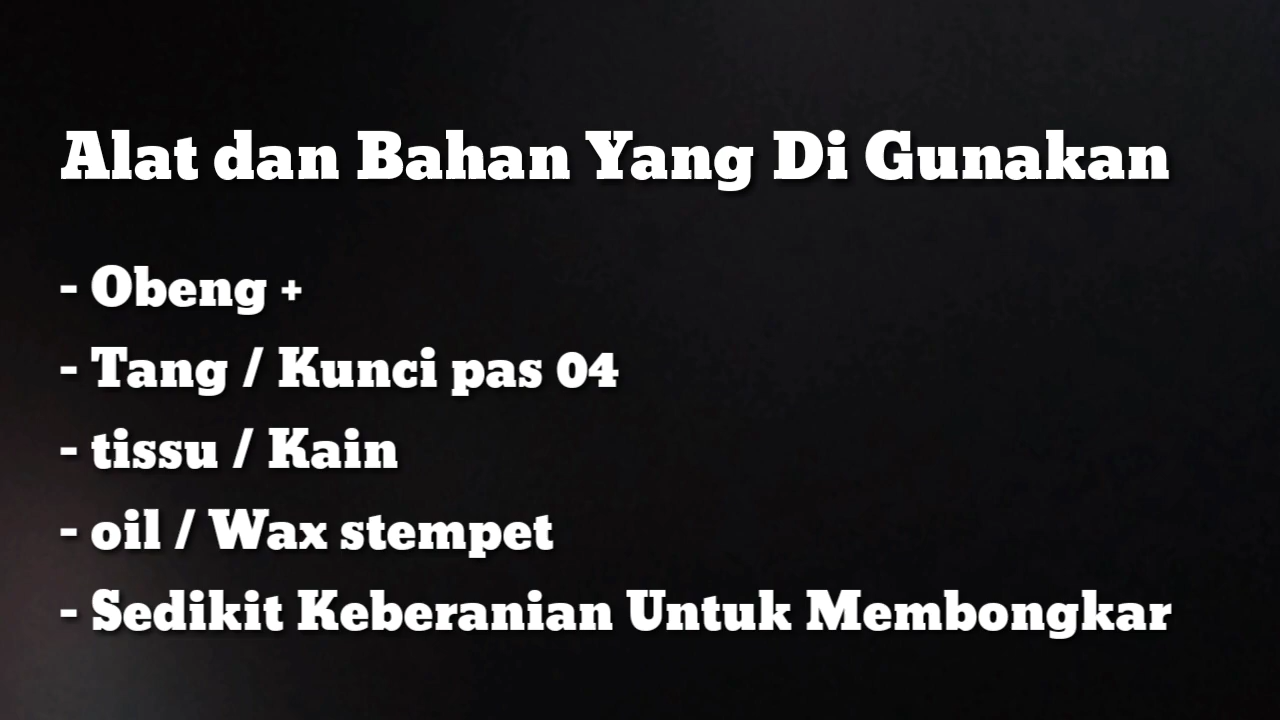 Alat dan Bahan Yang Di Gunakan
- Obeng +
- Tang / Kunci pas 04
- tissu / Kain
- oil / Wax stempet
- Sedikit Keberanian Untuk Membongkar